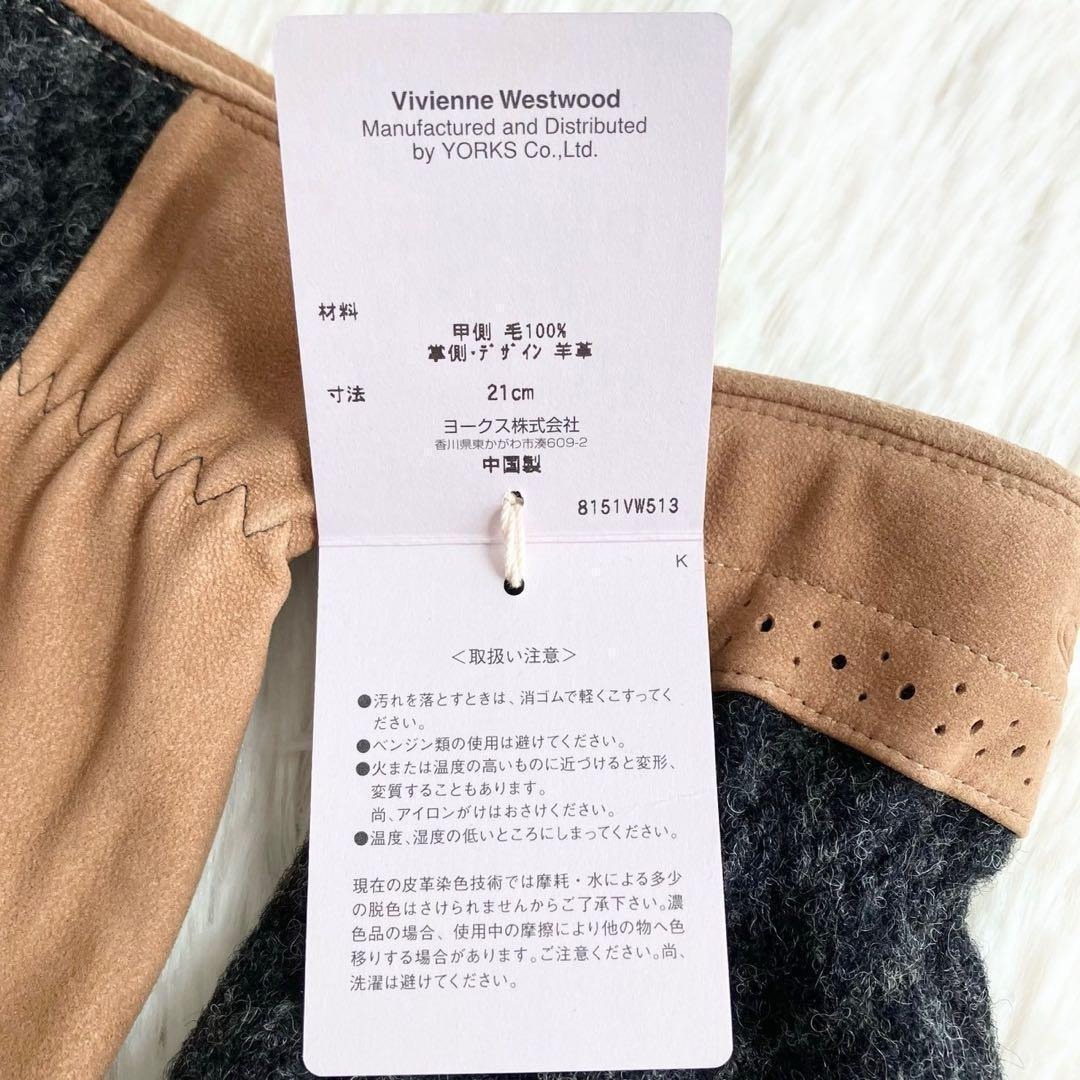 Vivienne Westwood
Manufactured and Distributed
by YORKS Co.,Ltd.
材料
甲側 毛100%
掌側・デザイン 羊革
寸法 21cm
ヨークス株式会社
香川県東かがわ市湊609-2
中国製
8151VW513
K
＜取扱い注意＞
●汚れを落とすときは、消ゴムで軽くこすってく
ださい。
●ベンジン類の使用は避けてください。
●火または温度の高いものに近づけると変形、
変質することもあります。
尚、アイロンがけはおさけください。
●温度、湿度の低いところにしまってください。
現在の皮革染色技術では摩耗・水による多少
の脱色はさけられませんからご了承下さい。濃
色品の場合、使用中の摩擦により他の物へ色
移りする場合があります。ご注意ください。尚、
洗濯は避けてください。